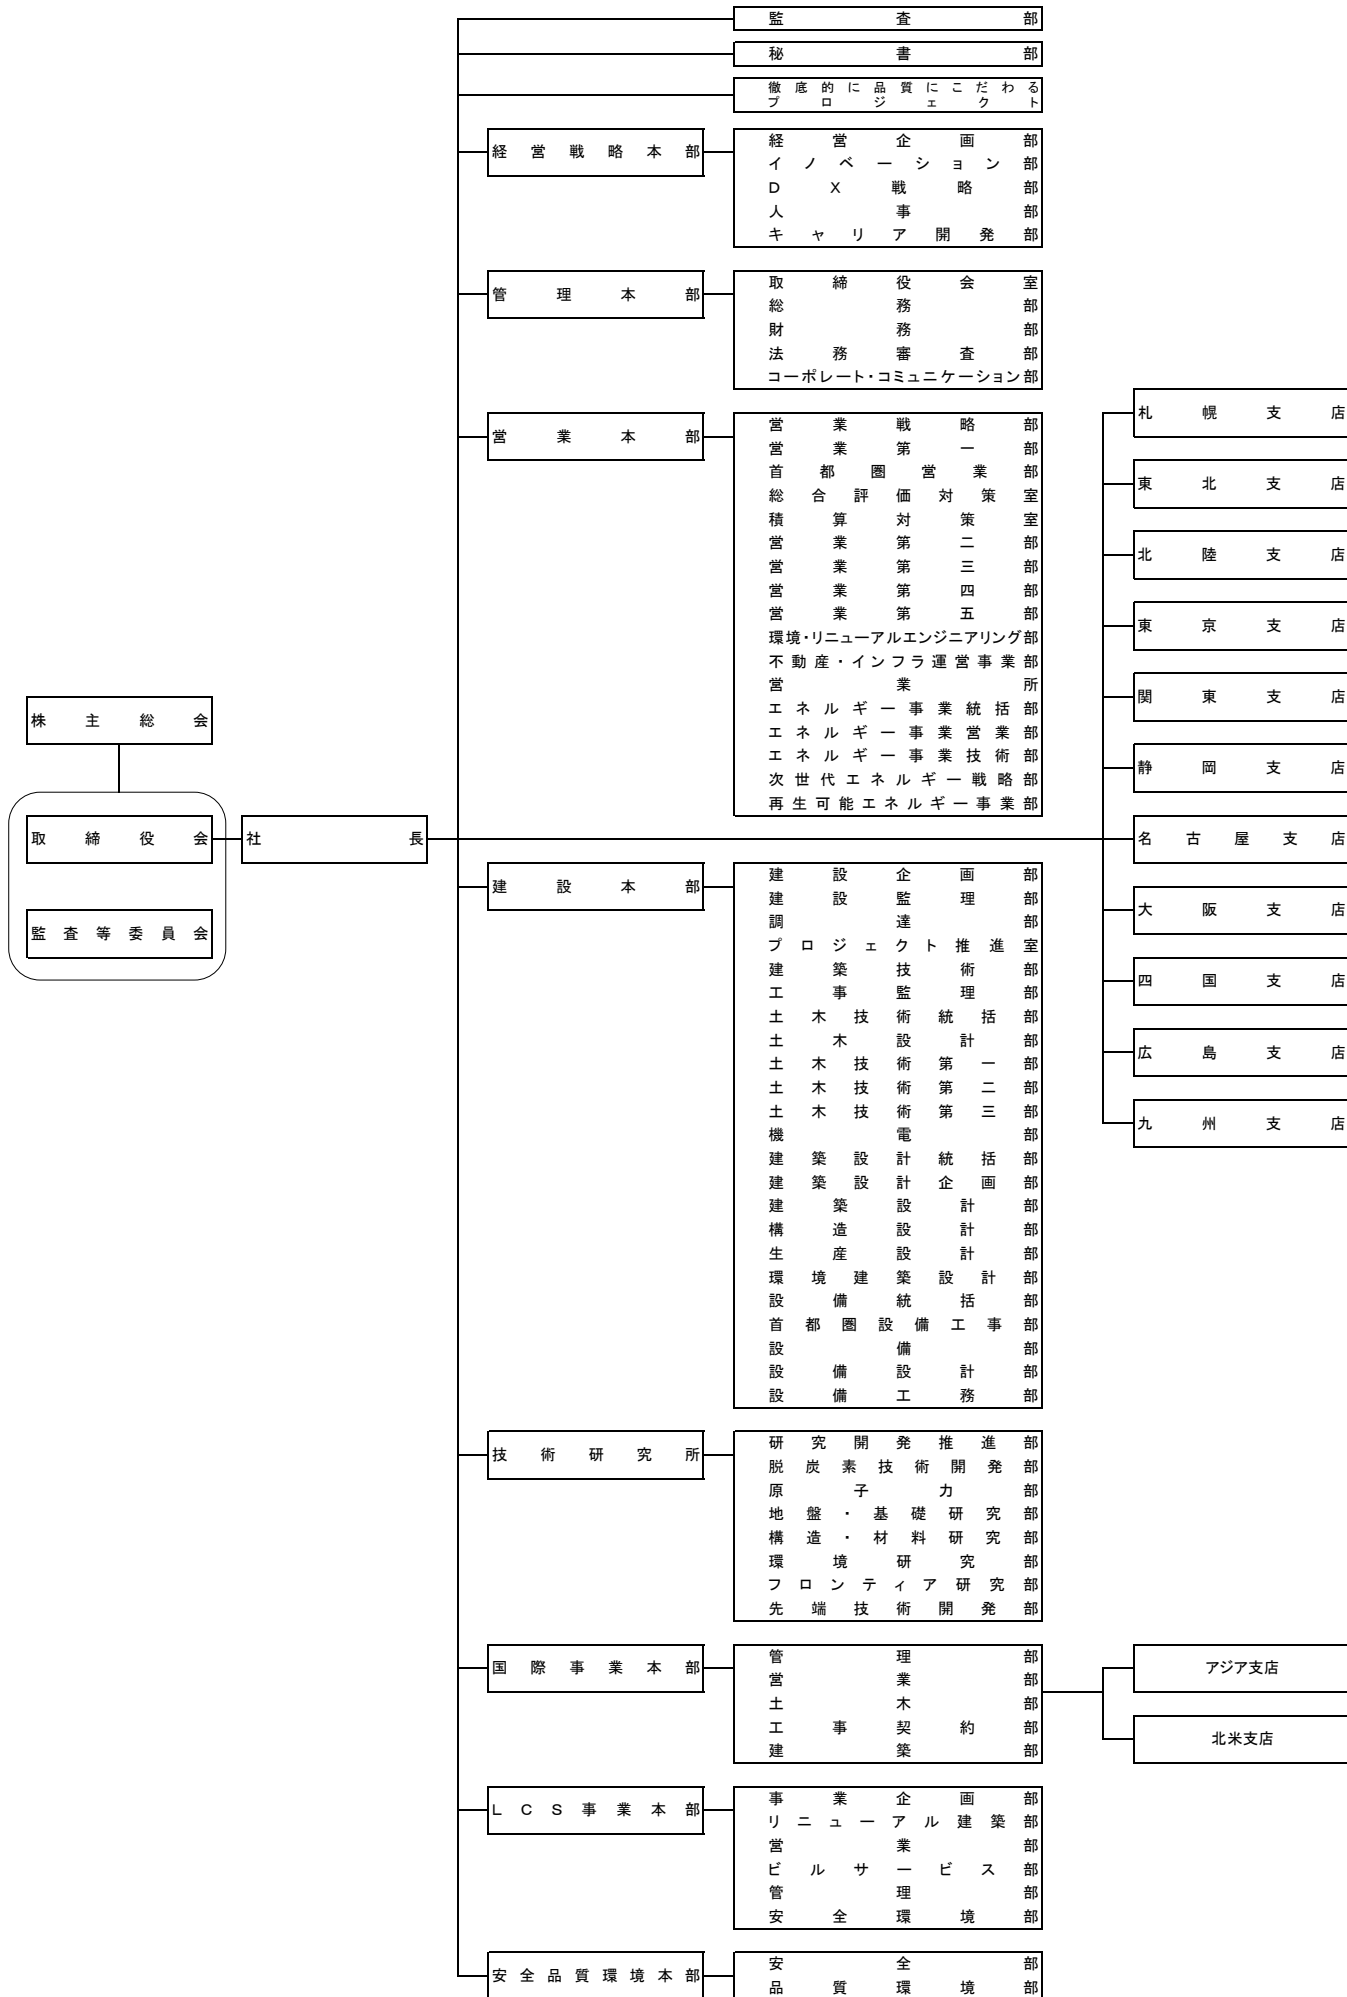 監査部
秘書部
徹底的に品質にこだわる
プロジェクト
経営戦略本部
経営企画部
イノベーション部
DX戦略部
人事部
キャリア開発部
管理本部
取締役会室
総務部
財務部
法務審査部
コーポレート・コミュニケーション部
営業本部
営業戦略部
営業第一部
首都圏営業部
総合評価対策室
積算対策室
営業第二部
営業第三部
営業第四部
営業第五部
環境・リニューアルエンジニアリング部
不動産・インフラ運営事業部
営業所
エネルギー事業統括部
エネルギー事業営業部
エネルギー事業技術部
次世代エネルギー戦略部
再生可能エネルギー事業部
株主総会
取締役会
監査等委員会
社長
札幌支店
東北支店
北陸支店
東京支店
関東支店
静岡支店
名古屋支店
大阪支店
四国支店
広島支店
九州支店
建設本部
建設企画部
建設監理部
調達部
プロジェクト推進室
建築技術部
工事監理部
土木技術統括部
土木設計部
土木技術第一部
土木技術第二部
土木技術第三部
機電部
建築設計統括部
建築設計企画部
建築設計部
構造設計部
生産設計部
環境建築設計部
設備統括部
首都圏設備工事部
設備部
設備設計部
設備工務部
技術研究所
研究開発推進部
脱炭素技術開発部
原子力部
地盤・基礎研究部
構造・材料研究部
環境研究部
フロンティア研究部
先端技術開発部
国際事業本部
管理部
営業部
土木部
工事契約部
建築部
アジア支店
北米支店
LCS事業本部
事業企画部
リニューアル建築部
営業部
ビルサービス部
管理部
安全環境部
安全品質環境本部
安全部
品質環境部